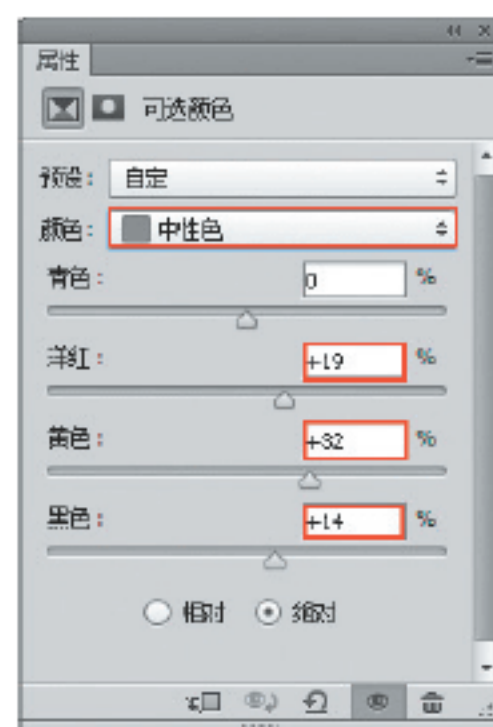 属性
可选颜色
预设: 自定
颜色: 中性色
青色: 0 %
洋红: +19 %
黄色: +32 %
黑色: +14 %
相对 绝对